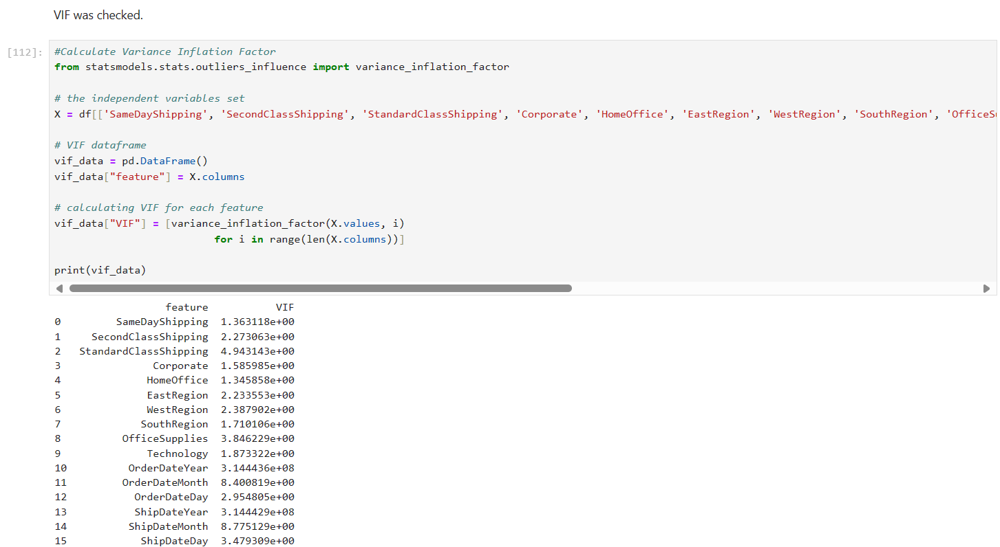 VIF was checked.
[112]:
#Calculate Variance Inflation Factor
from statsmodels.stats.outliers_influence import variance_inflation_factor
# the independent variables set
X = df[['SameDayShipping', 'SecondClassShipping', 'StandardClassShipping', 'Corporate', 'HomeOffice', 'EastRegion', 'WestRegion', 'SouthRegion', 'OfficeS
# VIF dataframe
vif_data = pd.DataFrame()
vif_data["feature"] = X.columns
# calculating VIF for each feature
vif_data["VIF"] = [variance_inflation_factor(X.values, i)
for i in range(len(X.columns))]
print(vif_data)
feature VIF
0 SameDayShipping 1.363118e+00
1 SecondClassShipping 2.273063e+00
2 StandardClassShipping 4.943143e+00
3 Corporate 1.585985e+00
4 HomeOffice 1.345858e+00
5 EastRegion 2.233553e+00
6 WestRegion 2.387902e+00
7 SouthRegion 1.710106e+00
8 OfficeSupplies 3.846229e+00
9 Technology 1.873322e+00
10 OrderDateYear 3.144436e+08
11 OrderDateMonth 8.400819e+00
12 OrderDateDay 2.954805e+00
13 ShipDateYear 3.144429e+08
14 ShipDateMonth 8.775129e+00
15 ShipDateDay 3.479309e+00